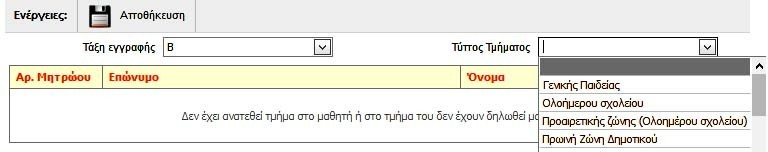 Ενέργειες: Αποθήκευση
Τάξη εγγραφής Β Τύπος Τμήματος
Αρ. Μητρώου Επώνυμο Όνομα
Γενικής Παιδείας
Ολοήμερου σχολείου
Δεν έχει ανατεθεί τμήμα στο μαθητή ή στο τμήμα του δεν έχουν δηλωθεί
Προαιρετικής ζώνης (Ολοημέρου σχολείου)
Πρωινή Ζώνη Δημοτικού